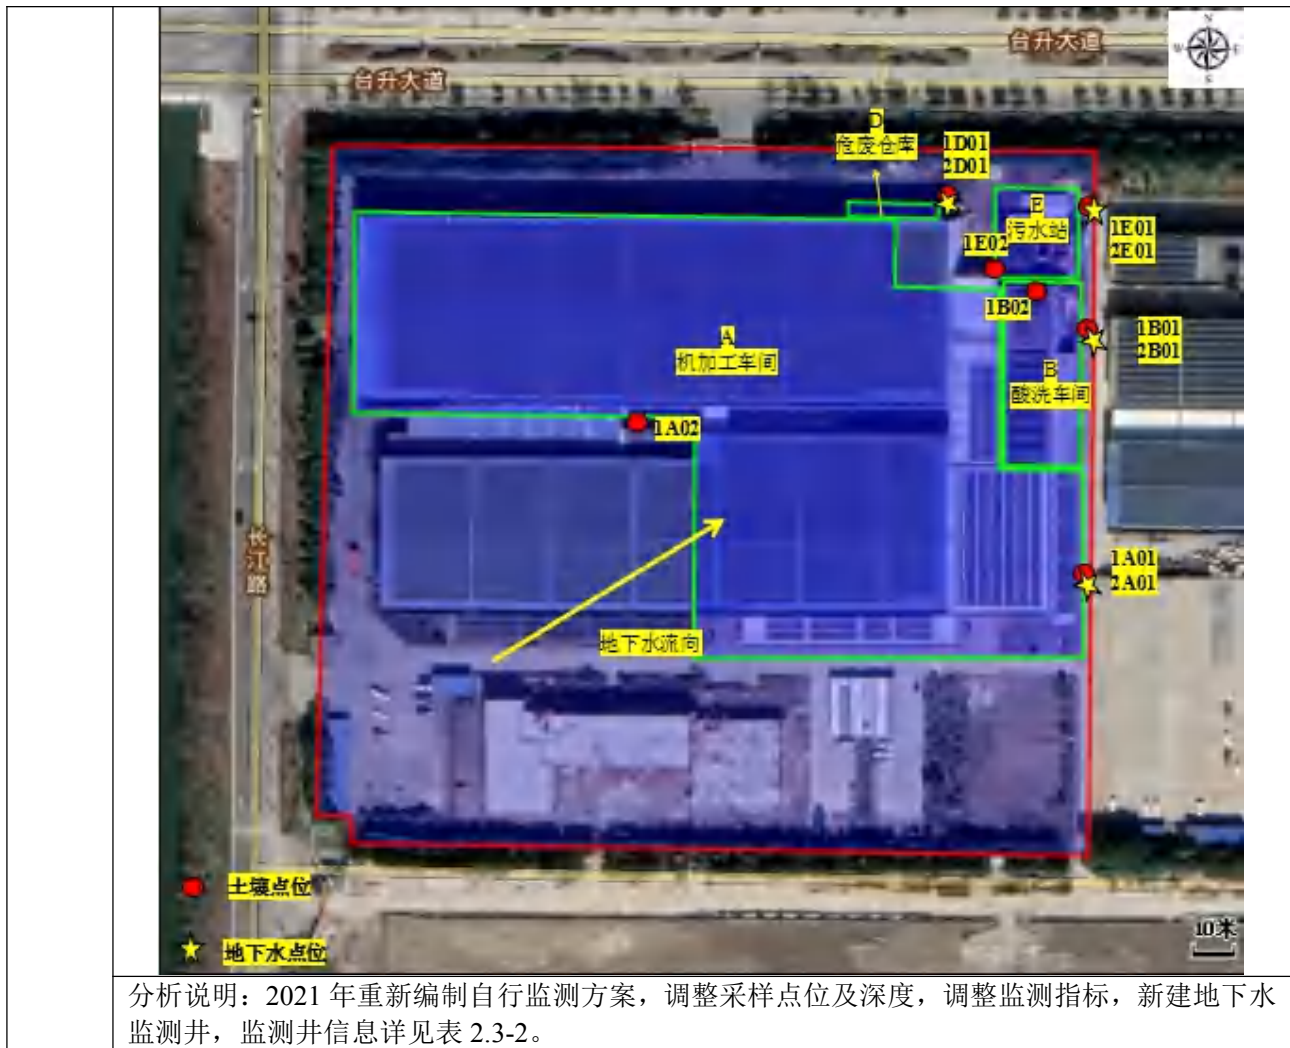 台升大道
N
W
E
S
台升大道
D
危废仓库
1D01
2D01
E
污水站
1E01
2E01
1E02
1B02
1B01
2B01
A
机加工车间
B
酸洗车间
1A02
长江路
1A01
2A01
地下水流向
土壤点位
地下水点位
10米
分析说明：2021 年重新编制自行监测方案，调整采样点位及深度，调整监测指标，新建地下水
监测井，监测井信息详见表 2.3-2。